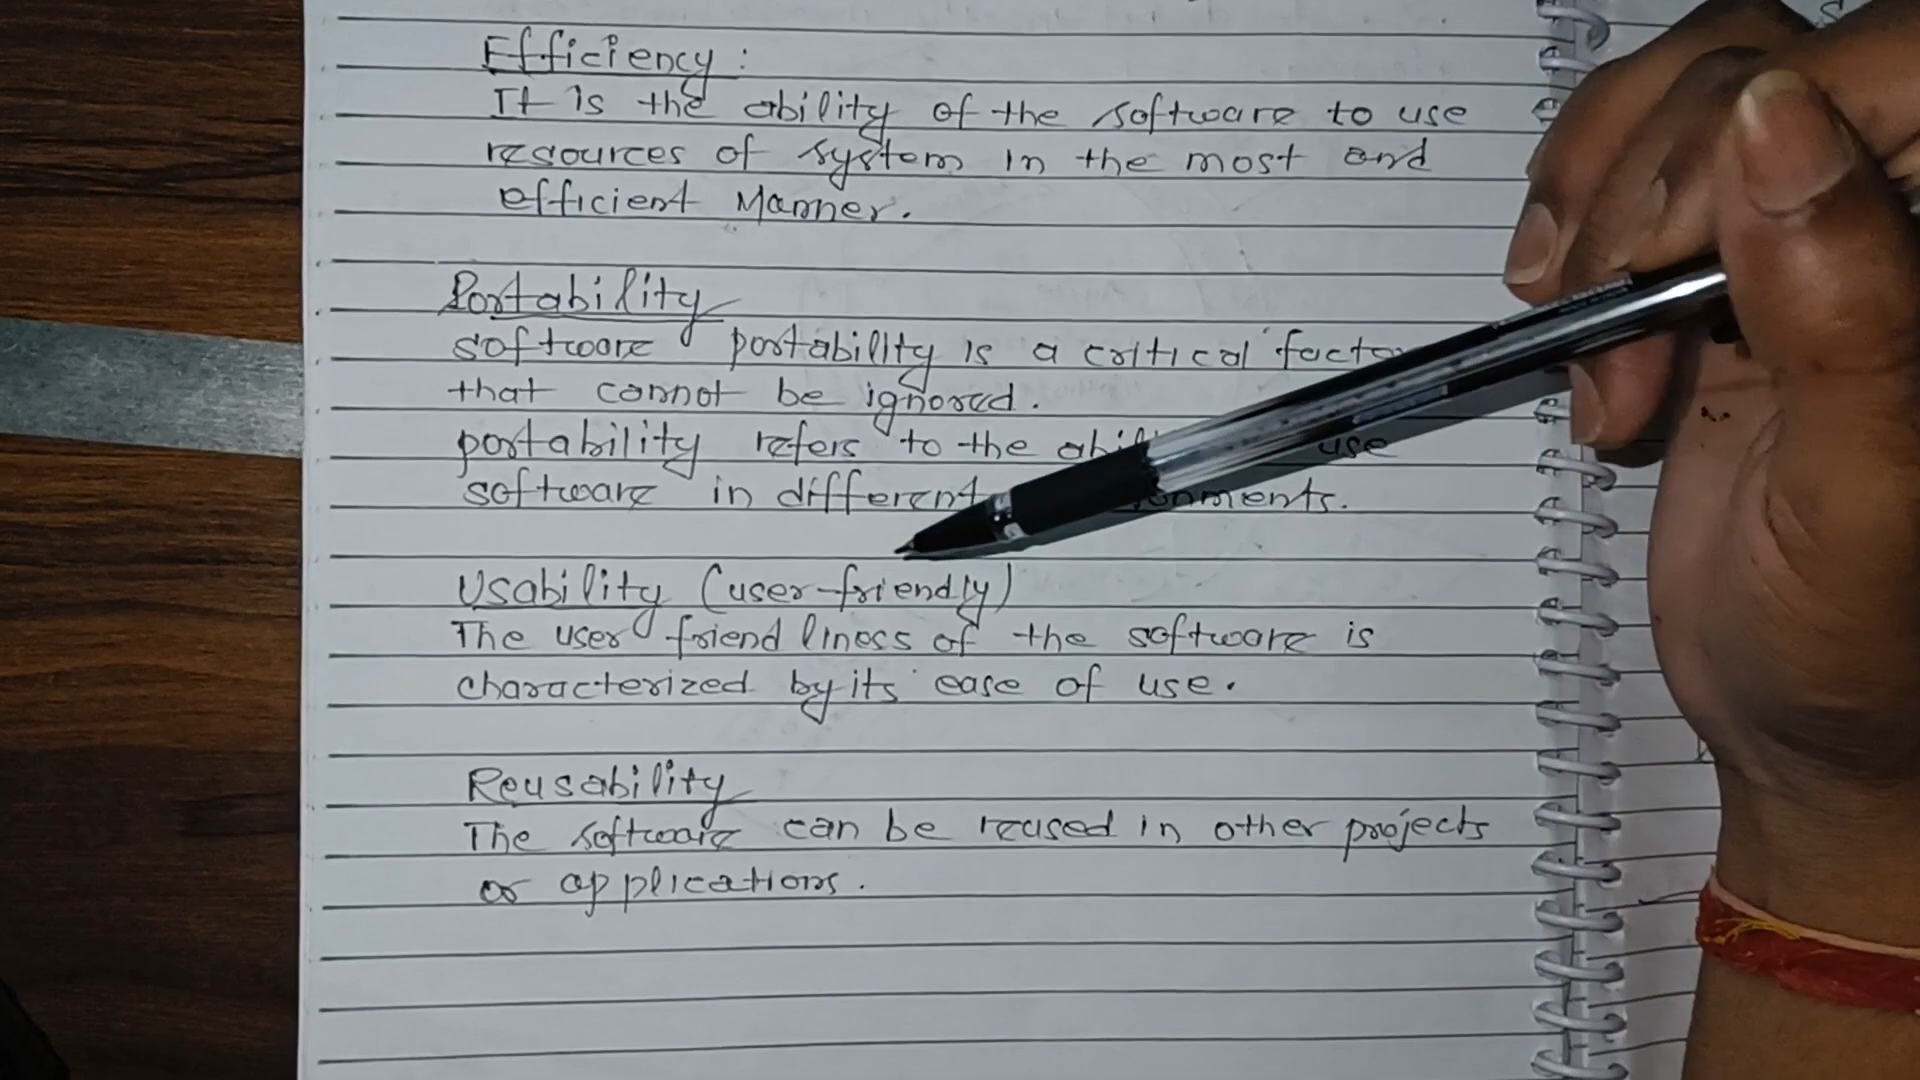 Efficiency :
It is the ability of the software to use
resources of system in the most and
efficient manner.
Portability
software portability is a critical
that cannot be ignored.
portability refers to the use
software in different
Usability (user-friendly)
The user friendliness of the software is
characterized by its ease of use.
Reusability
The software can be reused in other projects
or applications.